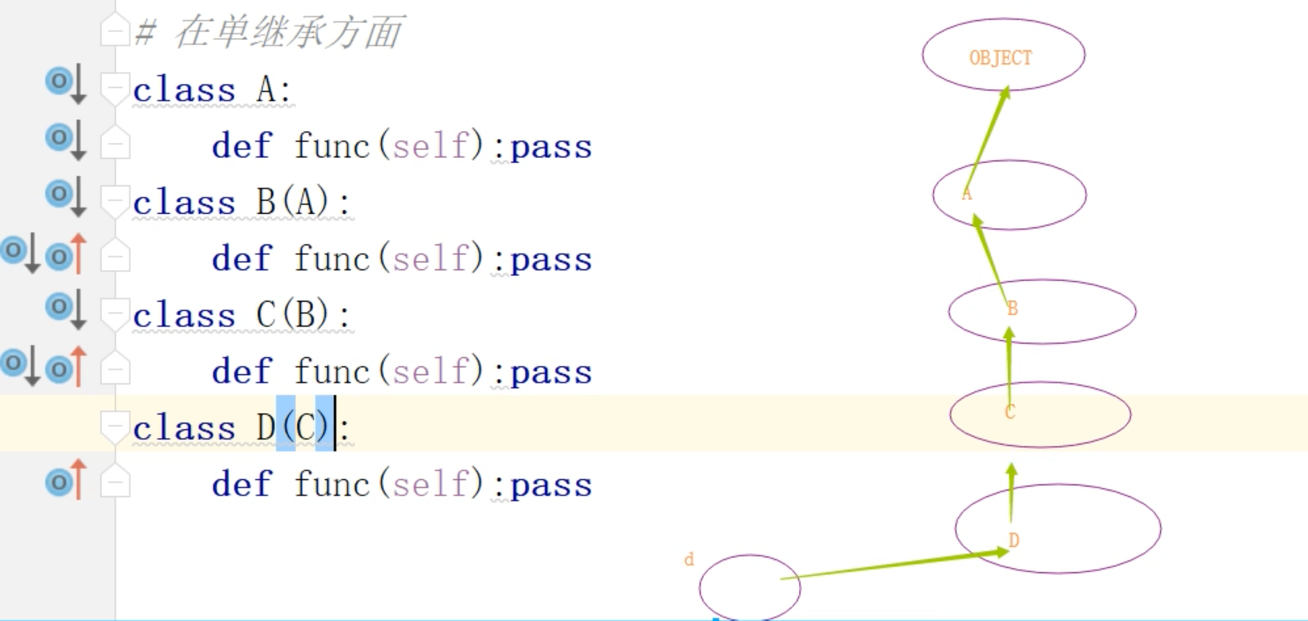 # 在单继承方面
class A:
    def func(self):pass
class B(A):
    def func(self):pass
class C(B):
    def func(self):pass
class D(C):
    def func(self):pass
OBJECT
A
B
C
D
d